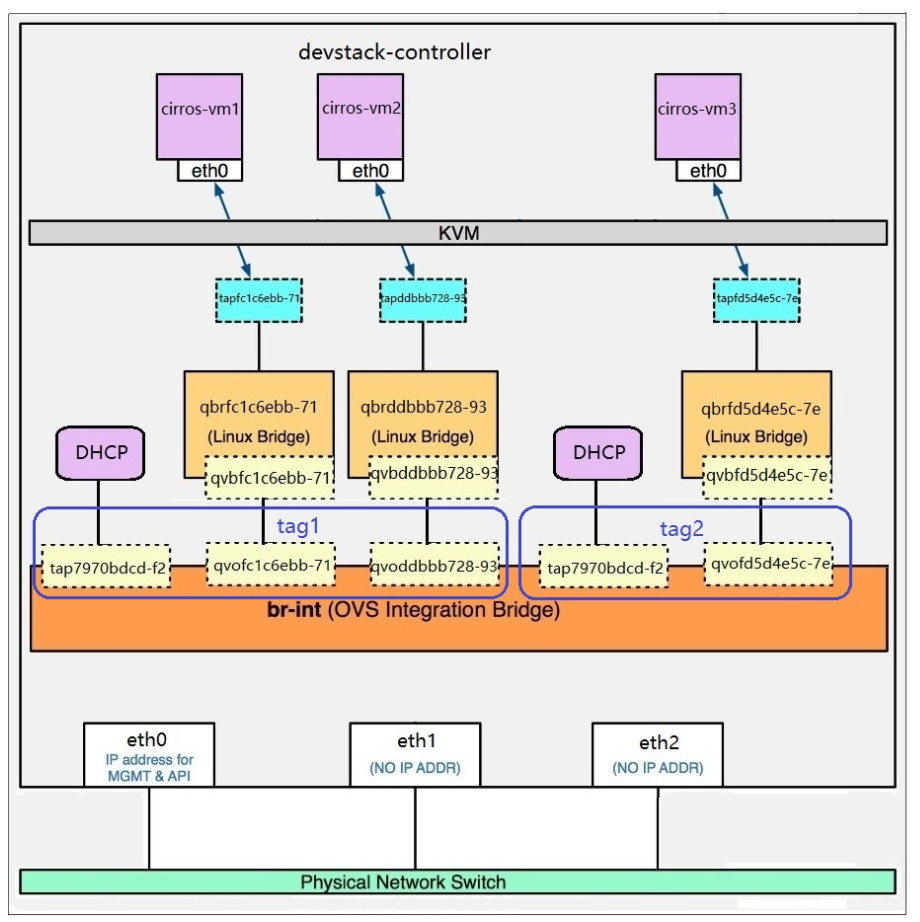 devstack-controller
cirros-vm1
cirros-vm2
cirros-vm3
eth0
eth0
eth0
KVM
tapfc1c6ebb-71
tapddbbb728-93
tapfd5d4e5c-7e
qbrfc1c6ebb-71
(Linux Bridge)
qbrddbbb728-93
(Linux Bridge)
qbrfd5d4e5c-7e
(Linux Bridge)
DHCP
DHCP
qvbfc1c6ebb-71
qvbddbbb728-93
qvbfd5d4e5c-7e
tag1
tag2
tap7970bdcd-f2
qvofc1c6ebb-71
qvoddbbb728-93
tap7970bdcd-f2
qvofd5d4e5c-7e
br-int (OVS Integration Bridge)
eth0
IP address for
MGMT & API
eth1
(NO IP ADDR)
eth2
(NO IP ADDR)
Physical Network Switch